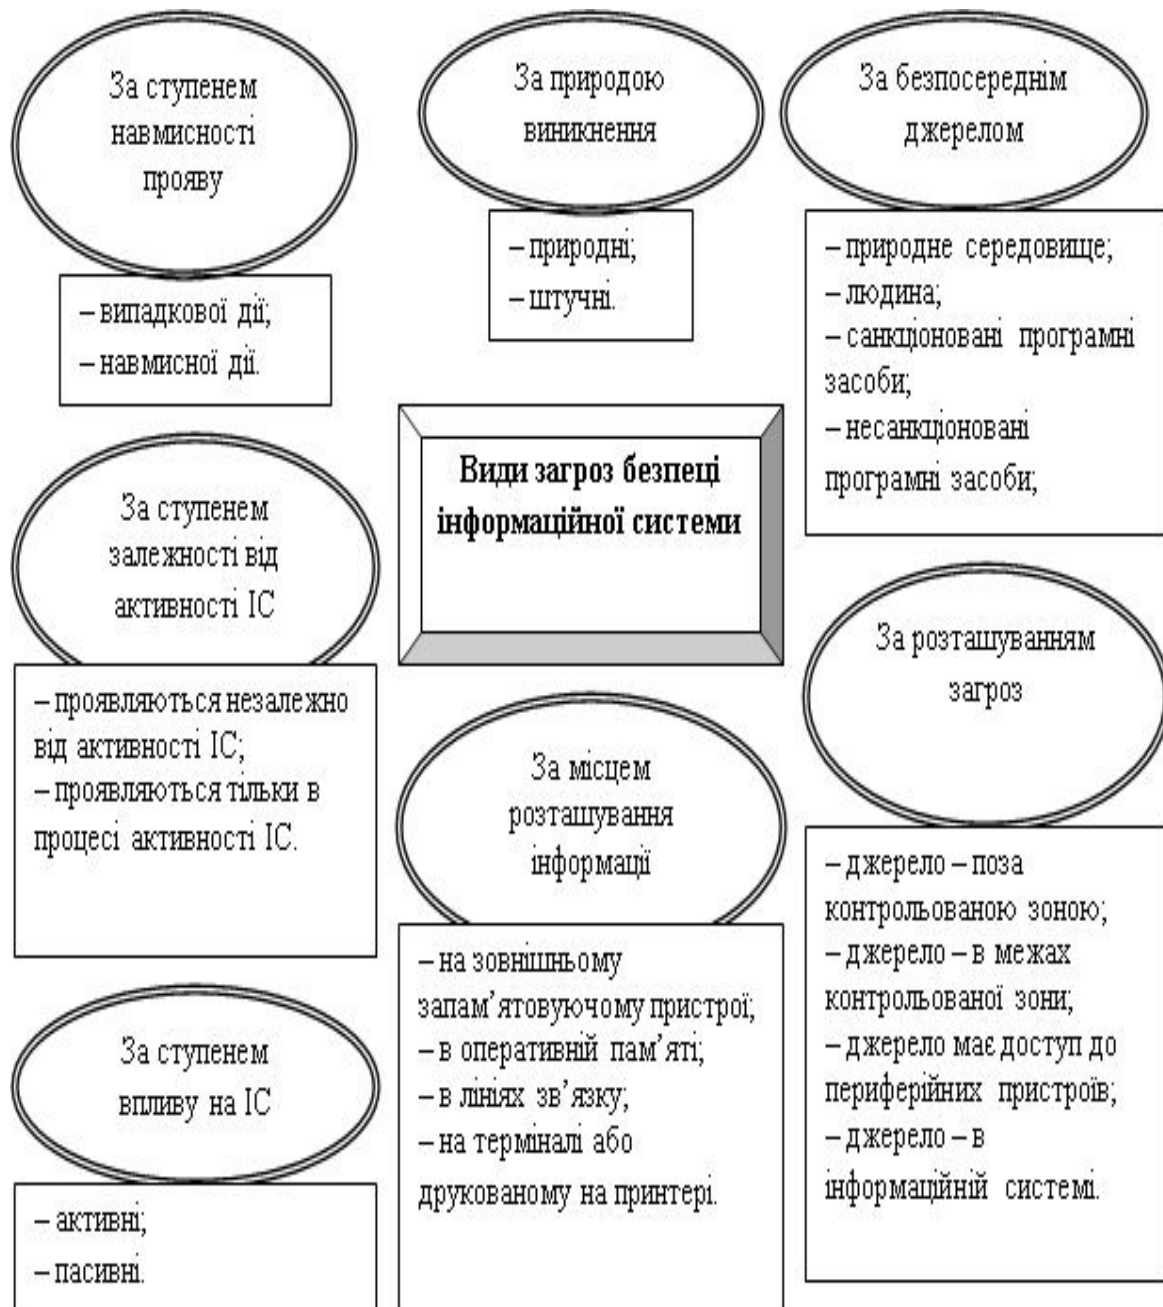 За ступенем
навмисності
прояву
– випадкової дії;
– навмисної дії.
За природою
виникнення
– природні;
– штучні.
За безпосереднім
джерелом
– природне середовище;
– людина;
– санкціоновані програмні
засоби;
– несанкціоновані
програмні засоби;
Види загроз безпеці
інформаційної системи
За ступенем
залежності від
активності ІС
– проявляються незалежно
від активності ІС;
– проявляються тільки в
процесі активності ІС.
За розташуванням
загроз
– джерело – поза
контрольованою зоною;
– джерело – в межах
контрольованої зони;
– джерело має доступ до
периферійних пристроїв;
– джерело – в
інформаційній системі.
За місцем
розташування
інформації
– на зовнішньому
запам’ятовуючому пристрої;
– в оперативній пам’яті;
– в лініях зв’язку;
– на терміналі або
друкованому на принтері.
За ступенем
впливу на ІС
– активні;
– пасивні.